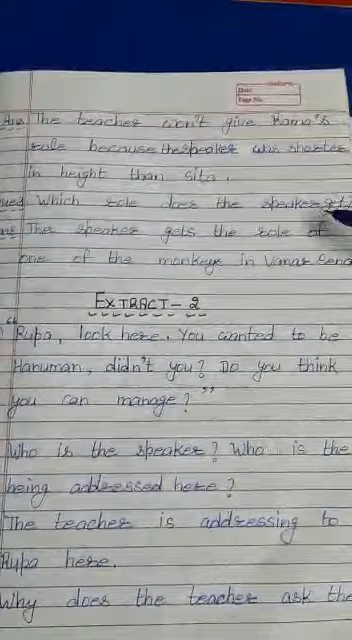 Date
Page No.
Ans The teacher won't give Rama's
role because the speaker was shorter
in height than Sita.
Ques Which role does the speaker get
Ans The speaker gets the role of
one of the monkeys in Vanar Sena
EXTRACT-2
"Rupa, look here. You wanted to be
Hanuman, didn't you? Do you think
you can manage?"
Who is the speaker? Who is the
being addressed here?
The teacher is addressing to
Rupa here.
Why does the teacher ask the